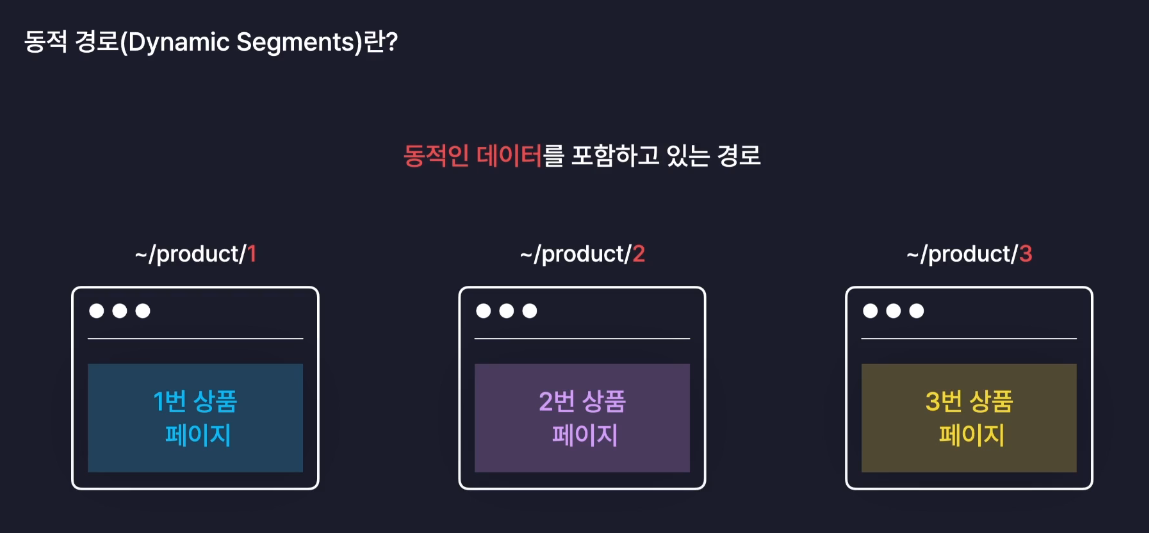 동적 경로(Dynamic Segments)란?
동적인 데이터를 포함하고 있는 경로
~/product/1
~/product/2
~/product/3
1번 상품
페이지
2번 상품
페이지
3번 상품
페이지